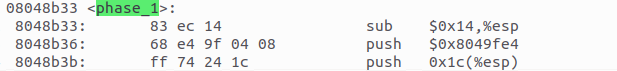 08048b33 <phase_1>:
8048b33: 83 ec 14 sub $0x14,%esp
8048b36: 68 e4 9f 04 08 push $0x8049fe4
8048b3b: ff 74 24 1c push 0x1c(%esp)